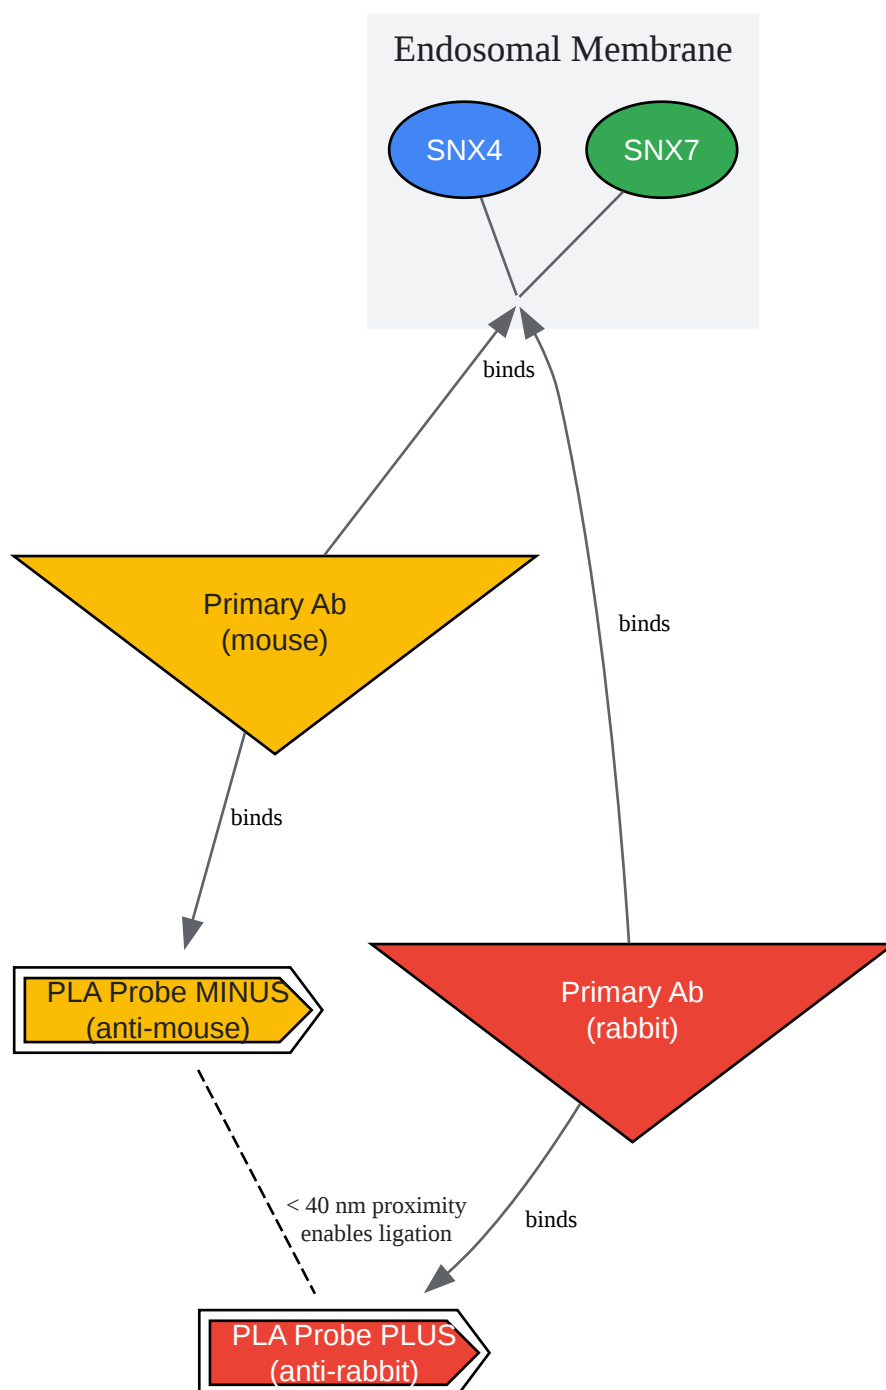 Endosomal Membrane
SNX4
SNX7
binds
Primary Ab
(mouse)
binds
binds
PLA Probe MINUS
(anti-mouse)
Primary Ab
(rabbit)
< 40 nm proximity
enables ligation
binds
PLA Probe PLUS
(anti-rabbit)